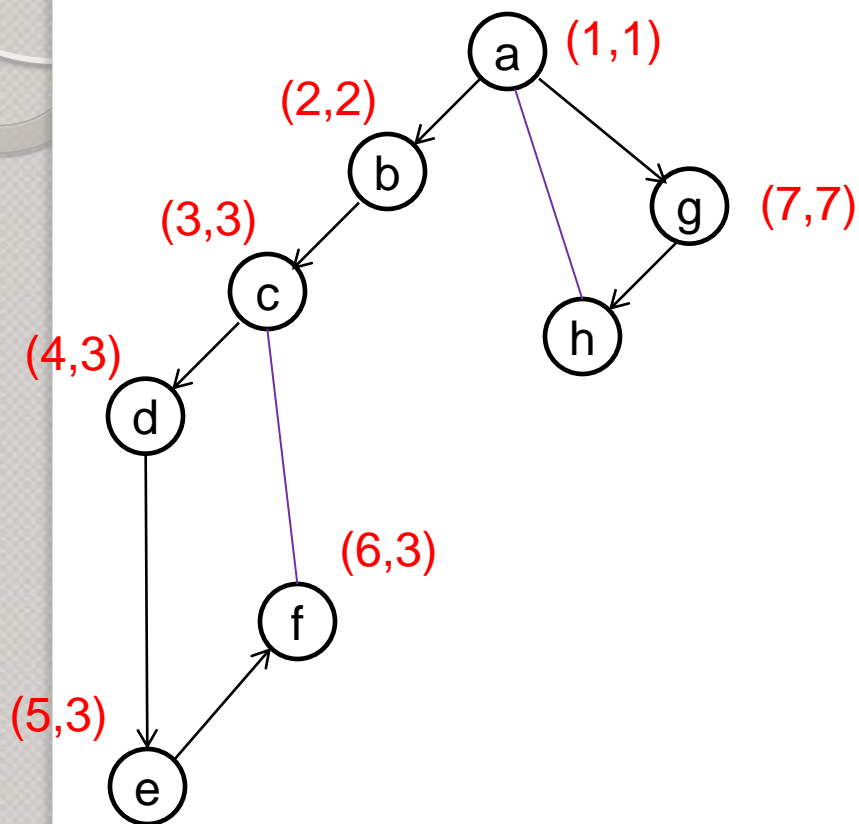 a (1,1)
(2,2)
b
g (7,7)
(3,3)
c
h
(4,3)
d
(6,3)
f
(5,3)
e